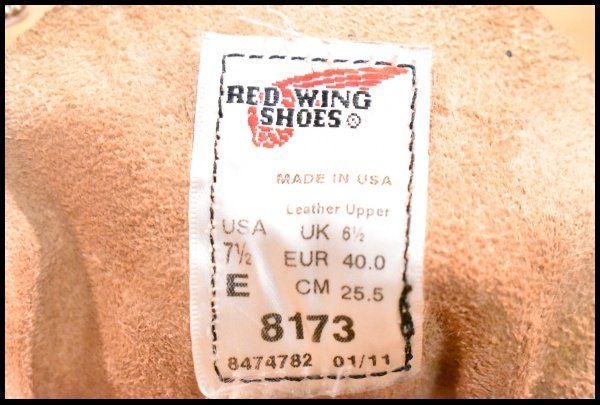 RED WING
SHOES ®
MADE IN USA
Leather Upper
USA UK 6½
7½ EUR 40.0
E CM 25.5
8173
8474782 01/11